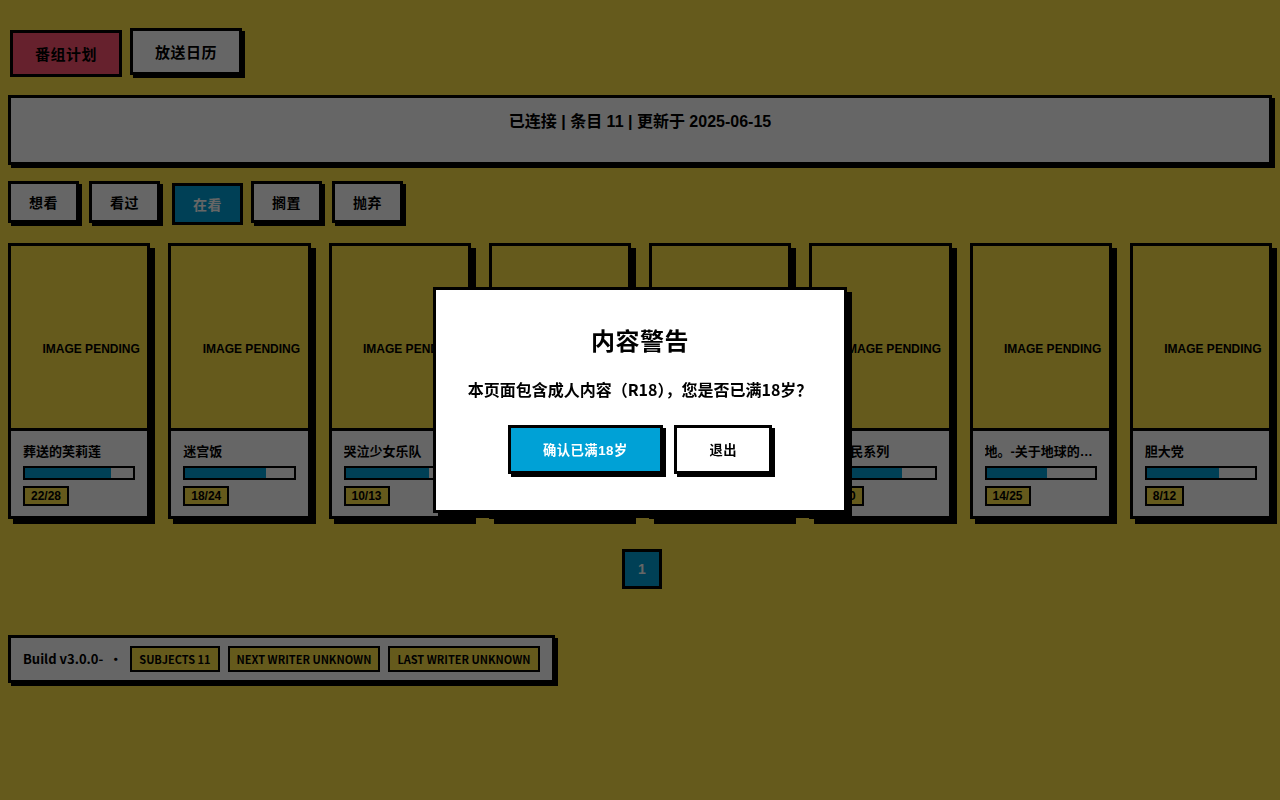 番组计划
放送日历
已连接 | 条目 11 | 更新于 2025-06-15
想看
看过
在看
搁置
抛弃
IMAGE PENDING
IMAGE PENDING
IMAGE PEN
MAGE PENDING
IMAGE PENDING
IMAGE PENDING
内容警告
本页面包含成人内容（R18），您是否已满18岁?
确认已满18岁
退出
葬送的芙莉莲
22/28
迷宫饭
18/24
哭泣少女乐队
10/13
民系列
地。-关于地球的...
14/25
胆大党
8/12
1
Build v3.0.0-  ·
SUBJECTS 11
NEXT WRITER UNKNOWN
LAST WRITER UNKNOWN